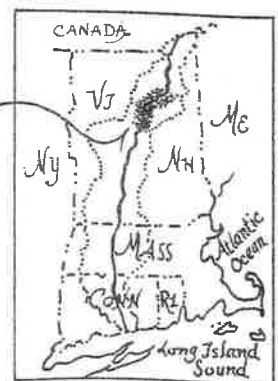 CANADA
VT
ME
NY
NH
Atlantic
Ocean
MASS
CONN
RI
Long Island
Sound